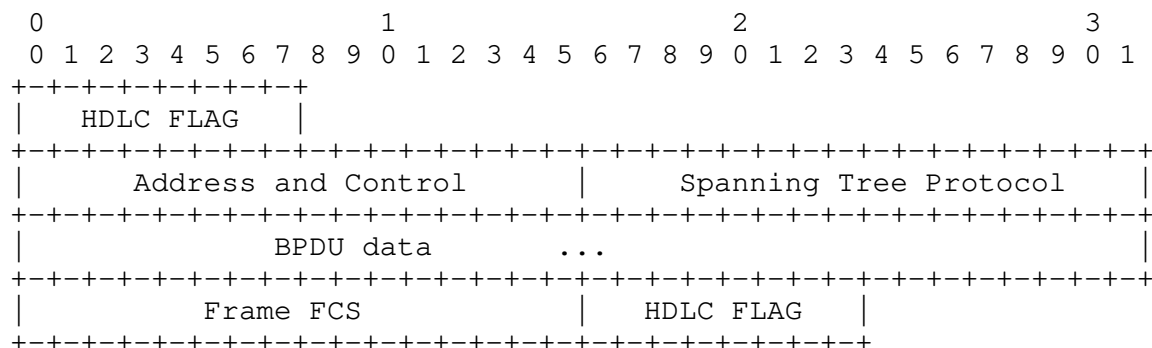 0                   1                   2                   3
 0 1 2 3 4 5 6 7 8 9 0 1 2 3 4 5 6 7 8 9 0 1 2 3 4 5 6 7 8 9 0 1
+-+-+-+-+-+-+-+-+
|   HDLC FLAG   |
+-+-+-+-+-+-+-+-+-+-+-+-+-+-+-+-+-+-+-+-+-+-+-+-+-+-+-+-+-+-+-+-+
|      Address and Control      |     Spanning Tree Protocol    |
+-+-+-+-+-+-+-+-+-+-+-+-+-+-+-+-+-+-+-+-+-+-+-+-+-+-+-+-+-+-+-+-+
|              BPDU data       ...                              |
+-+-+-+-+-+-+-+-+-+-+-+-+-+-+-+-+-+-+-+-+-+-+-+-+-+-+-+-+-+-+-+-+
|          Frame FCS            |   HDLC FLAG   |
+-+-+-+-+-+-+-+-+-+-+-+-+-+-+-+-+-+-+-+-+-+-+-+-+